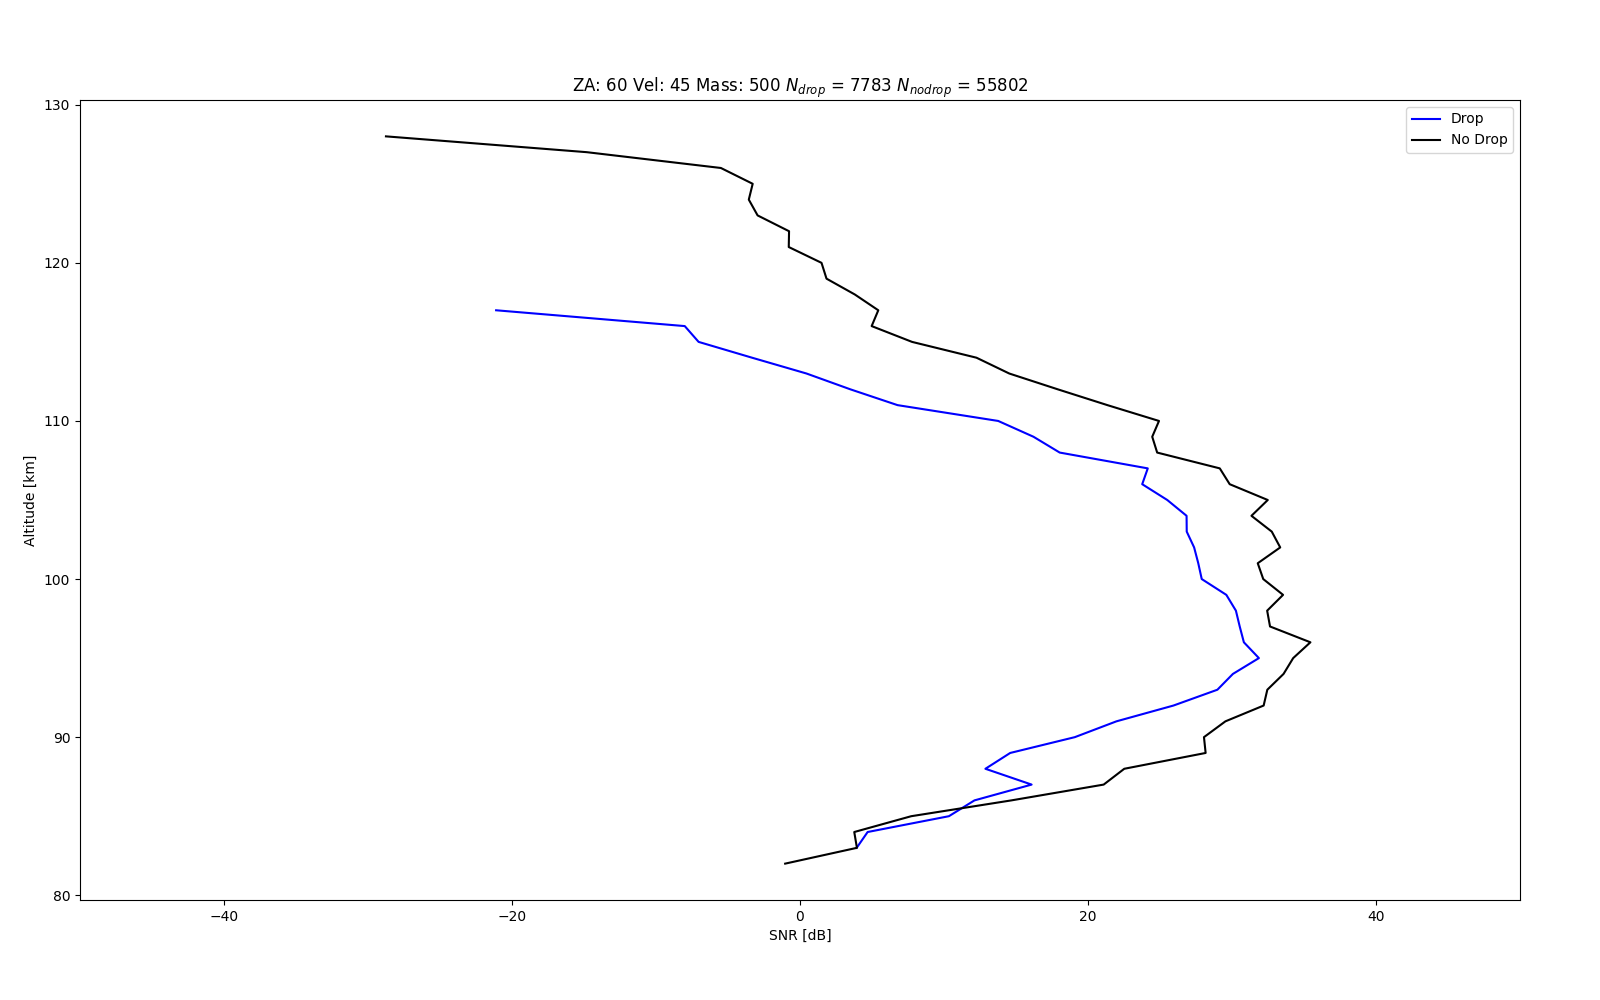 ZA: 60 Vel: 45 Mass: 500 N_drop = 7783 N_nodrop = 55802
Drop
No Drop
130
120
110
100
90
80
Altitude [km]
−40
−20
0
20
40
SNR [dB]